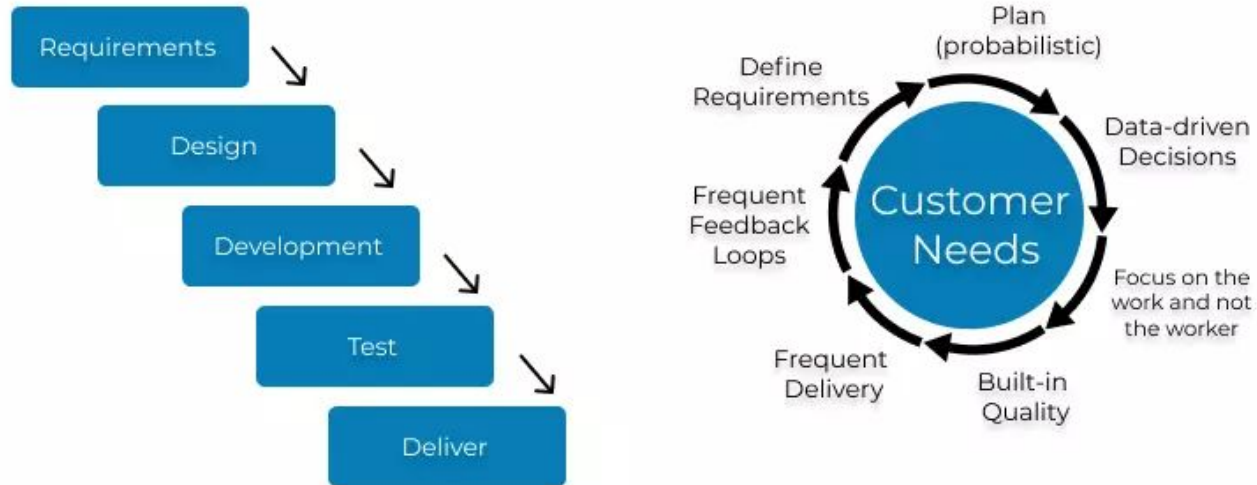 Requirements
Design
Development
Test
Deliver
Plan
(probabilistic)
Data-driven
Decisions
Focus on the
work and not
the worker
Built-in
Quality
Frequent
Delivery
Frequent
Feedback
Loops
Define
Requirements
Customer
Needs